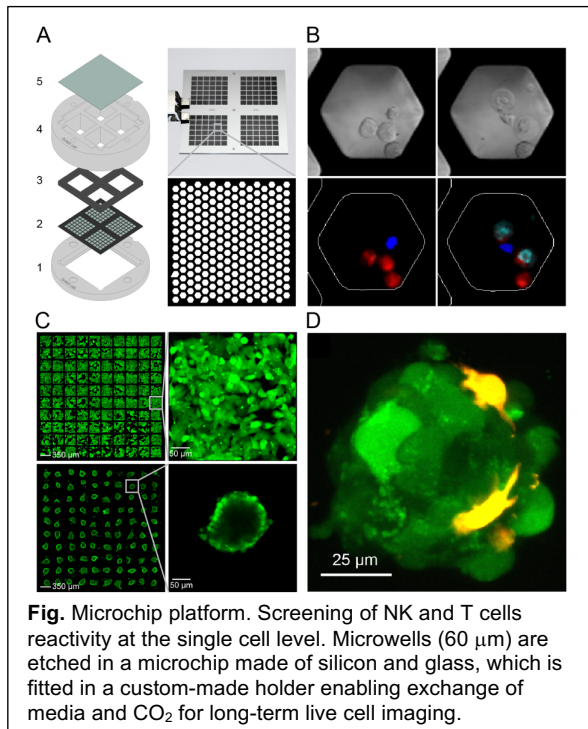 A
B
5
4
3
2
1
C
D
350 µm
50 µm
350 µm
50 µm
25 µm
Fig. Microchip platform. Screening of NK and T cells
reactivity at the single cell level. Microwells (60 µm) are
etched in a microchip made of silicon and glass, which is
fitted in a custom-made holder enabling exchange of
media and CO₂ for long-term live cell imaging.